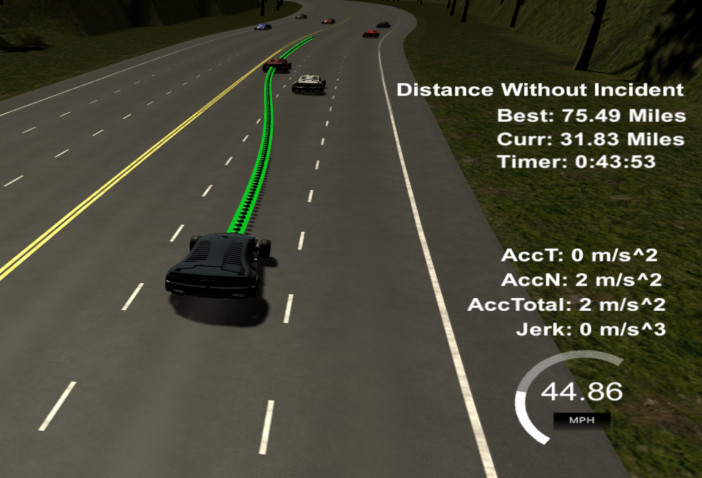 Distance Without Incident
Best: 75.49 Miles
Curr: 31.83 Miles
Timer: 0:43:53
AccT: 0 m/s^2
AccN: 2 m/s^2
AccTotal: 2 m/s^2
Jerk: 0 m/s^3
44.86
MPH